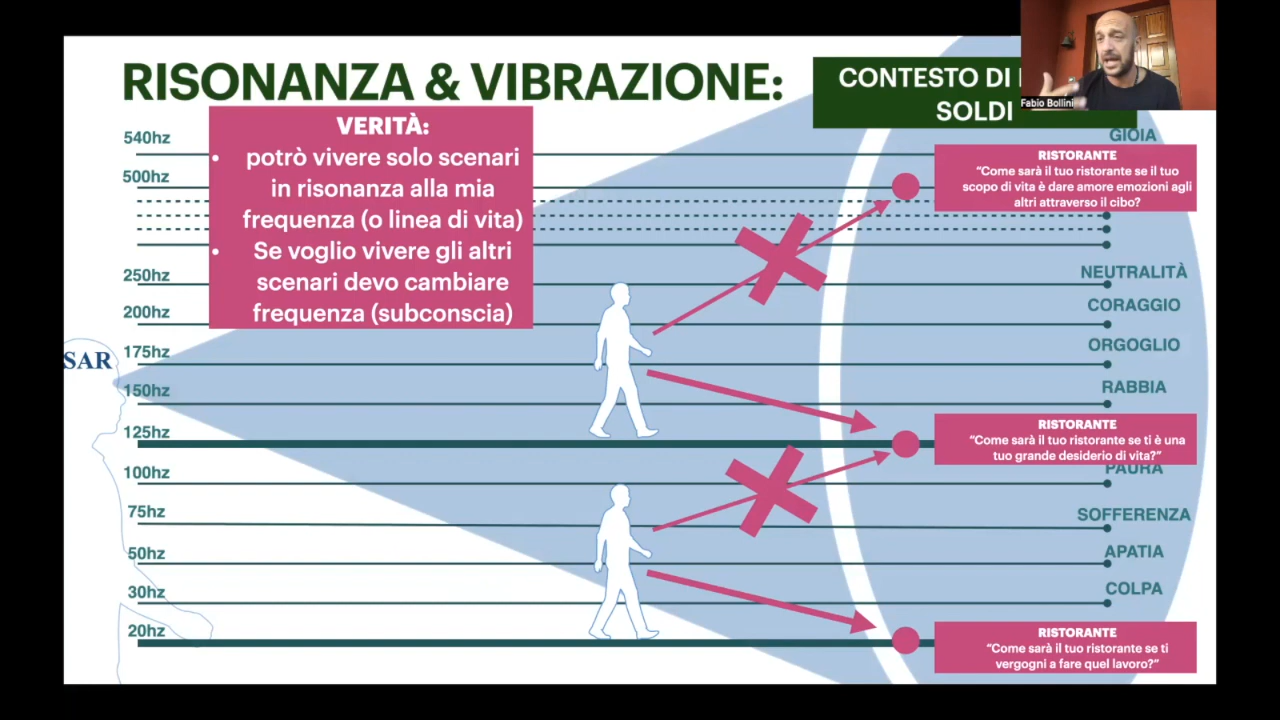 RISONANZA & VIBRAZIONE:
CONTESTO DI
SOLDI
Fabio Bollini
VERITÀ:
• potrò vivere solo scenari
in risonanza alla mia
frequenza (o linea di vita)
• Se voglio vivere gli altri
scenari devo cambiare
frequenza (subconscia)
540hz
GIOIA
RISTORANTE
“Come sarà il tuo ristorante se il tuo
scopo di vita è dare amore emozioni agli
altri attraverso il cibo?
500hz
250hz
NEUTRALITÀ
200hz
CORAGGIO
175hz
ORGOGLIO
SAR
150hz
RABBIA
125hz
RISTORANTE
“Come sarà il tuo ristorante se ti è una
tuo grande desiderio di vita?”
100hz
PAURA
75hz
SOFFERENZA
50hz
APATIA
30hz
COLPA
20hz
RISTORANTE
“Come sarà il tuo ristorante se ti
vergogni a fare quel lavoro?”